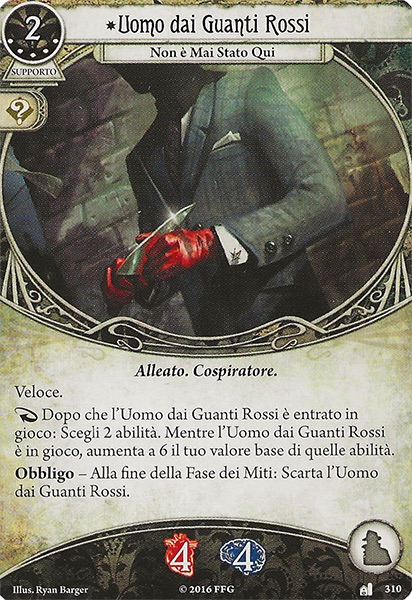 2
*Uomo dai Guanti Rossi
Non è Mai Stato Qui
SUPPORTO
?
Alleato. Cospiratore.
Veloce.
Dopo che l'Uomo dai Guanti Rossi è entrato in
gioco: Scegli 2 abilità. Mentre l'Uomo dai Guanti Rossi
è in gioco, aumenta a 6 il tuo valore base di quelle abilità.
Obbligo – Alla fine della Fase dei Miti: Scarta l'Uomo
dai Guanti Rossi.
4 4
Illus. Ryan Barger © 2016 FFG 310